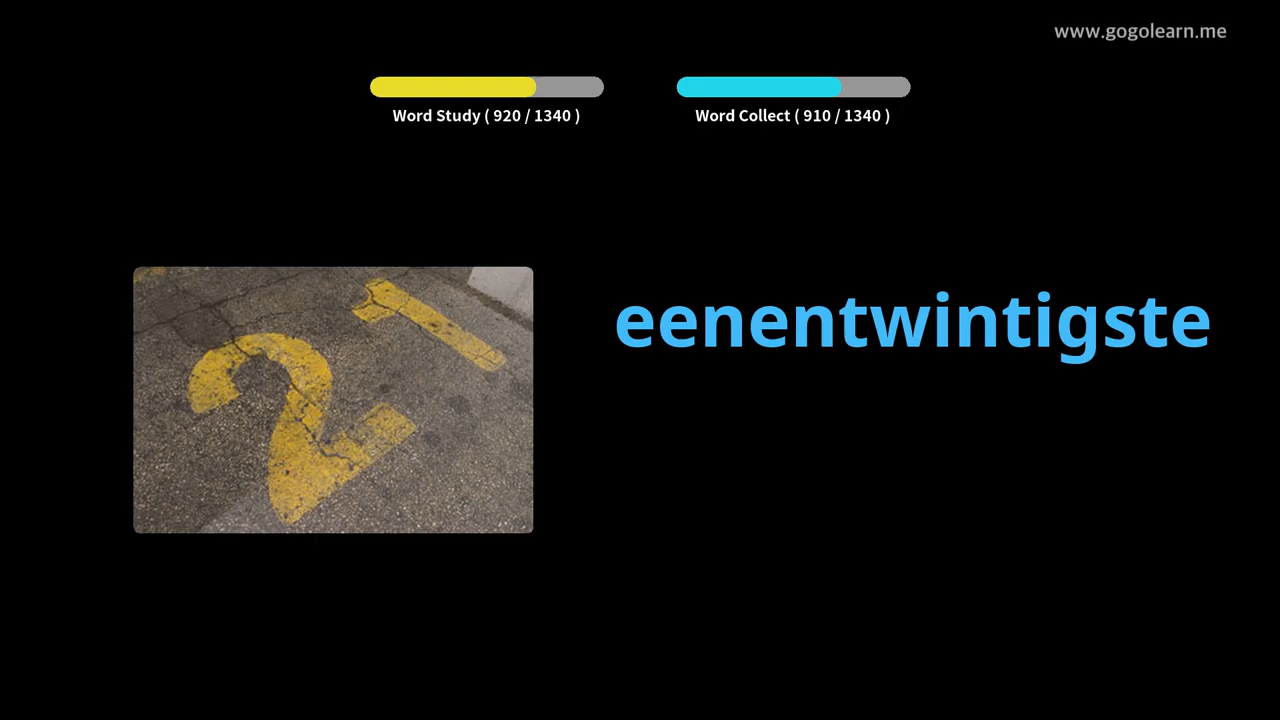 www.gogolearn.me
Word Study ( 920 / 1340 )
Word Collect ( 910 / 1340 )
21
eenentwintigste